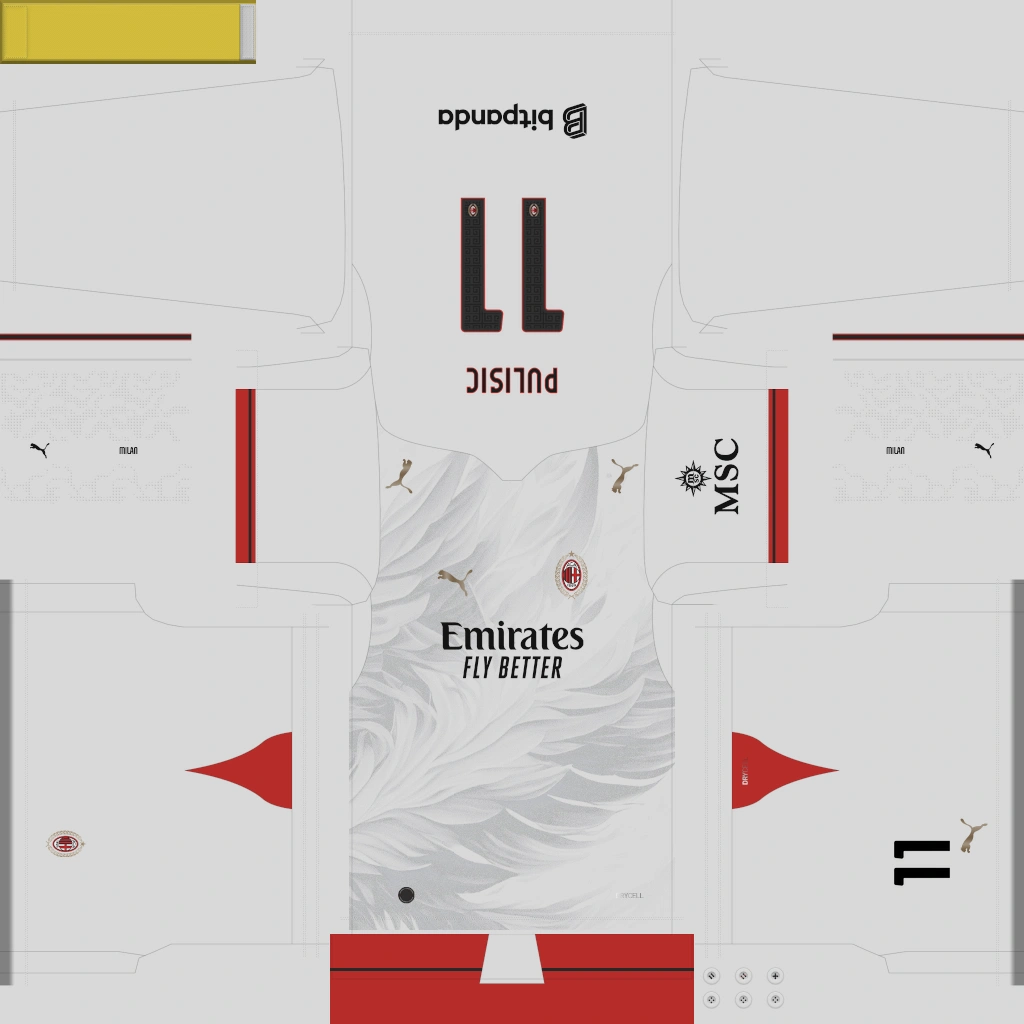 bitpanda
11
PULISIC
MILAN
MILAN
MSC
Emirates
FLY BETTER
11